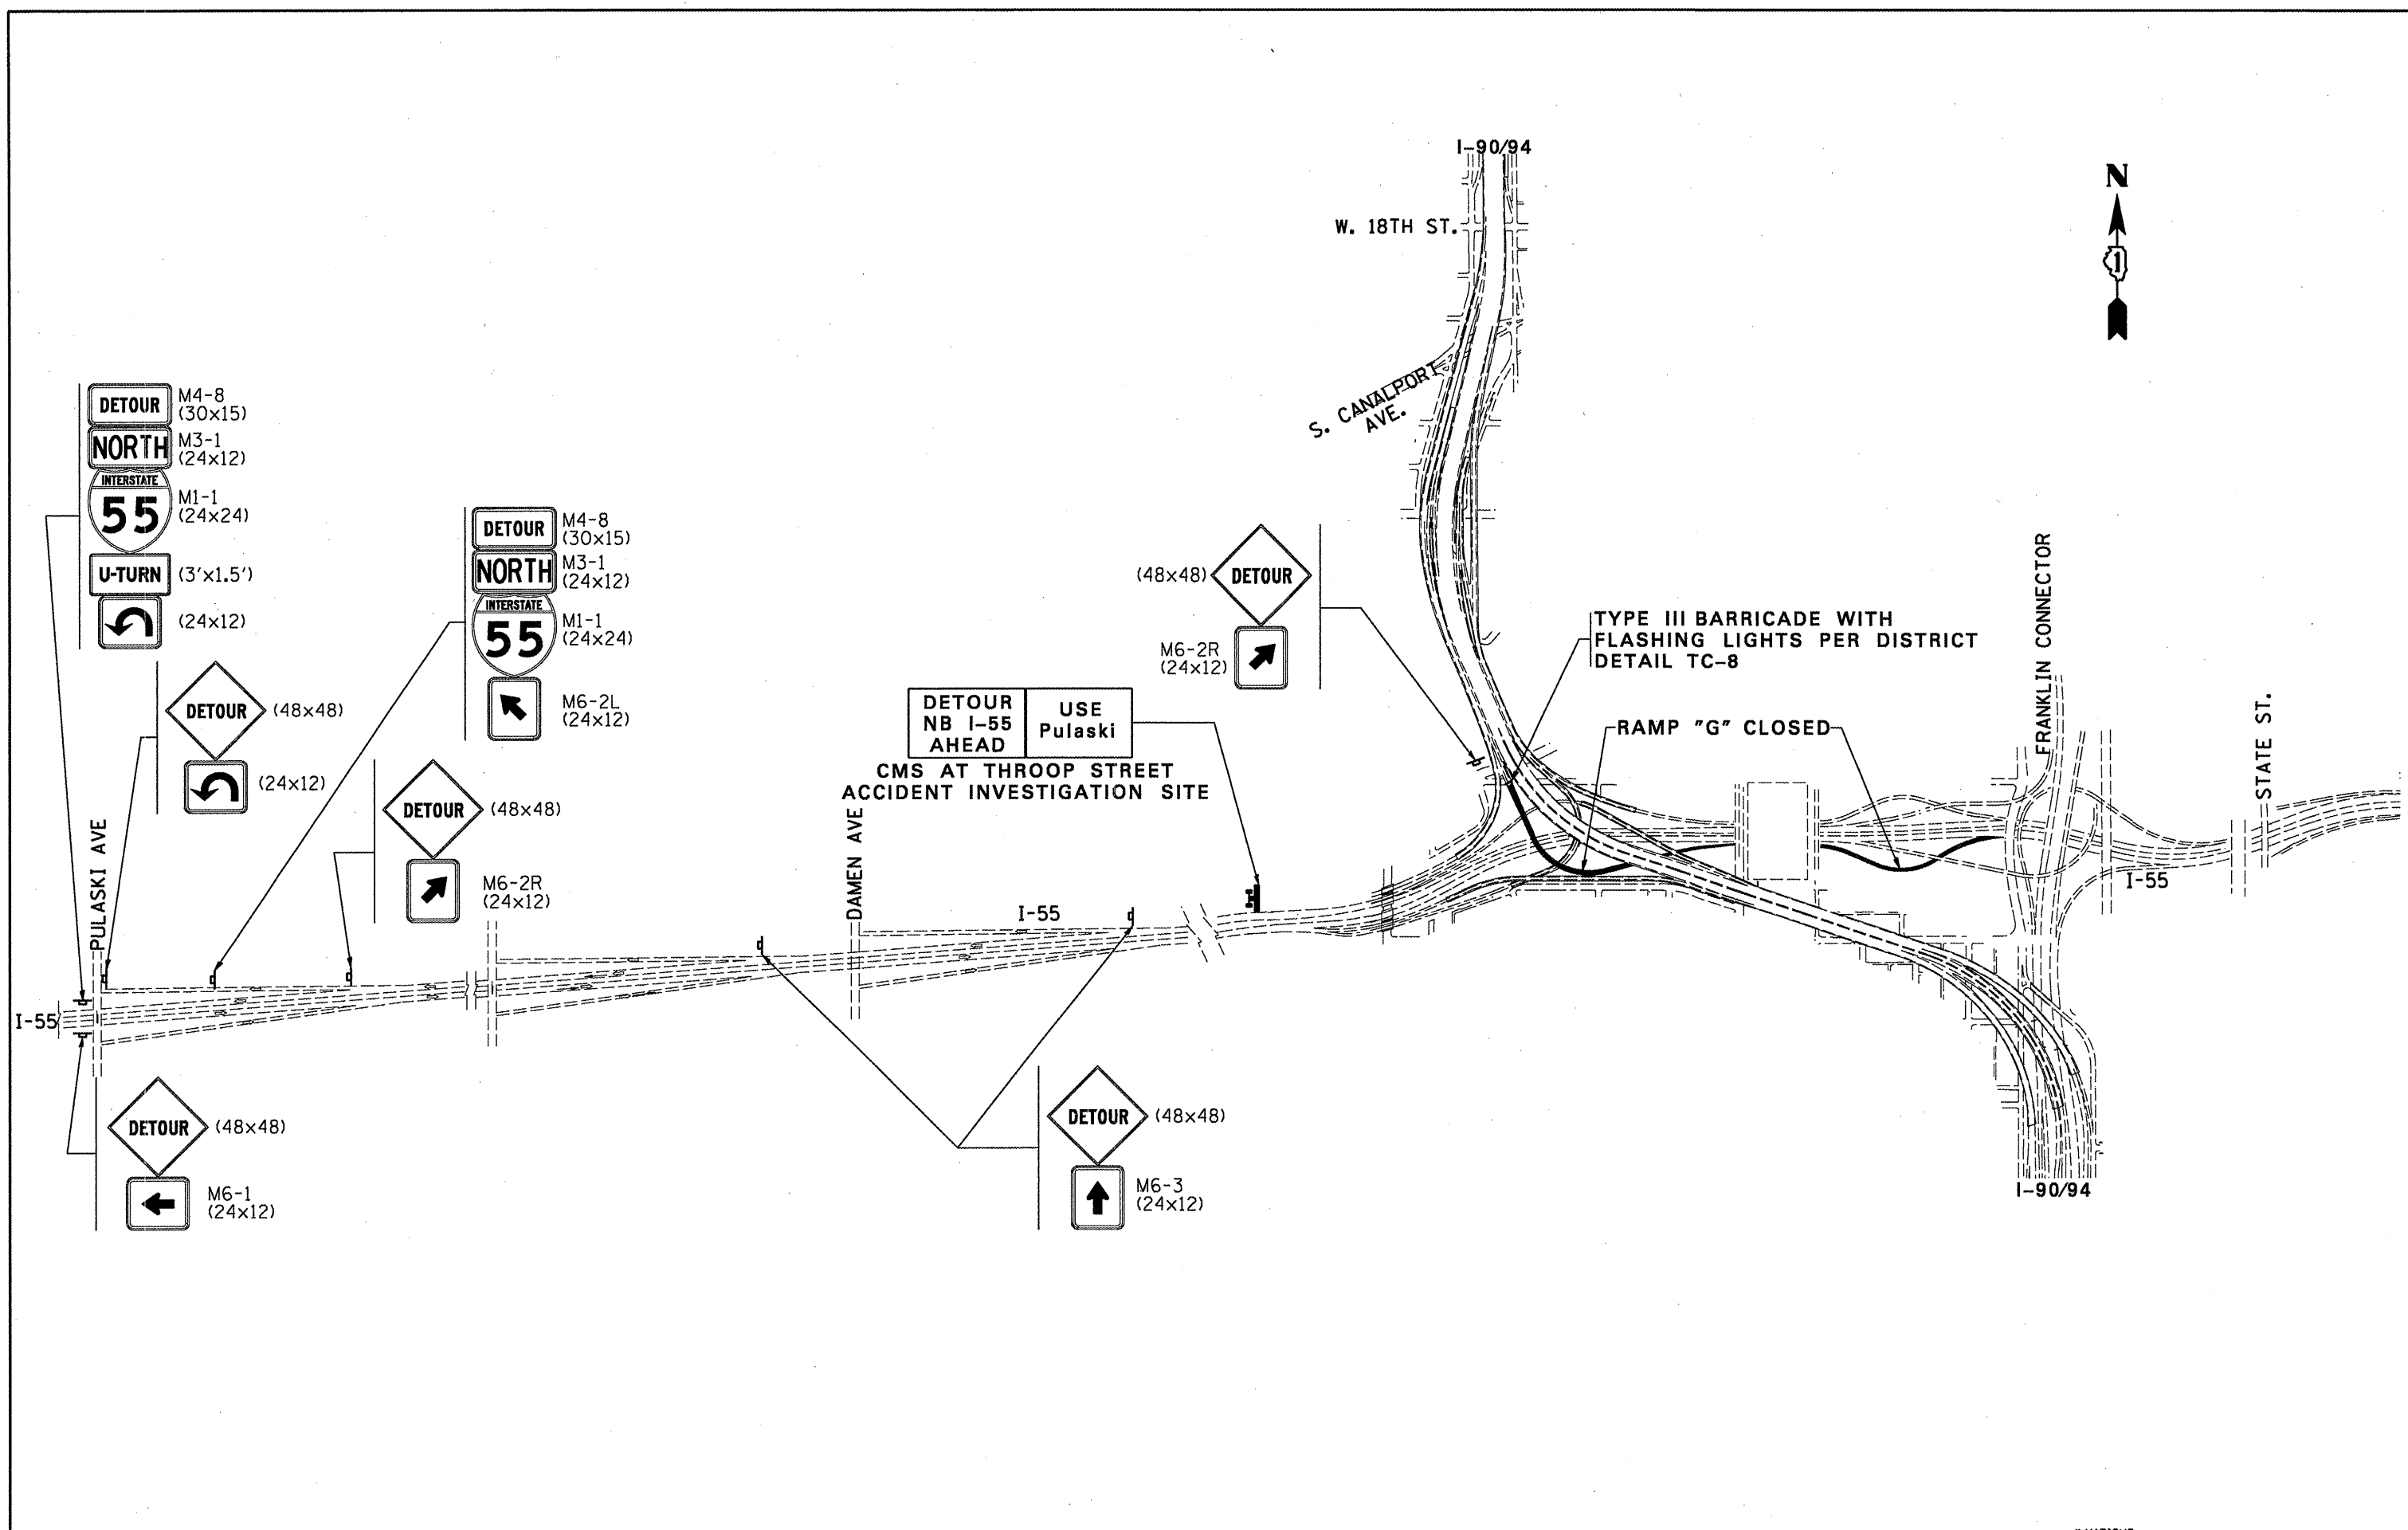 I-90/94
N
1
W. 18TH ST.
S. CANALPORT
AVE.
DETOUR
M4-8
(30x15)
NORTH
M3-1
(24x12)
INTERSTATE
55
M1-1
(24x24)
U-TURN
(3'x1.5')
(24x12)
DETOUR
M4-8
(30x15)
NORTH
M3-1
(24x12)
INTERSTATE
55
M1-1
(24x24)
M6-2L
(24x12)
DETOUR
(48x48)
(24x12)
DETOUR
(48x48)
M6-2R
(24x12)
(48x48)
DETOUR
M6-2R
(24x12)
TYPE III BARRICADE WITH
FLASHING LIGHTS PER DISTRICT
DETAIL TC-8
RAMP "G" CLOSED
DETOUR
NB I-55
AHEAD
USE
Pulaski
CMS AT THROOP STREET
ACCIDENT INVESTIGATION SITE
FRANKLIN CONNECTOR
STATE ST.
I-55
PULASKI AVE
DAMEN AVE
I-55
I-55
DETOUR
(48x48)
M6-1
(24x12)
DETOUR
(48x48)
M6-3
(24x12)
I-90/94